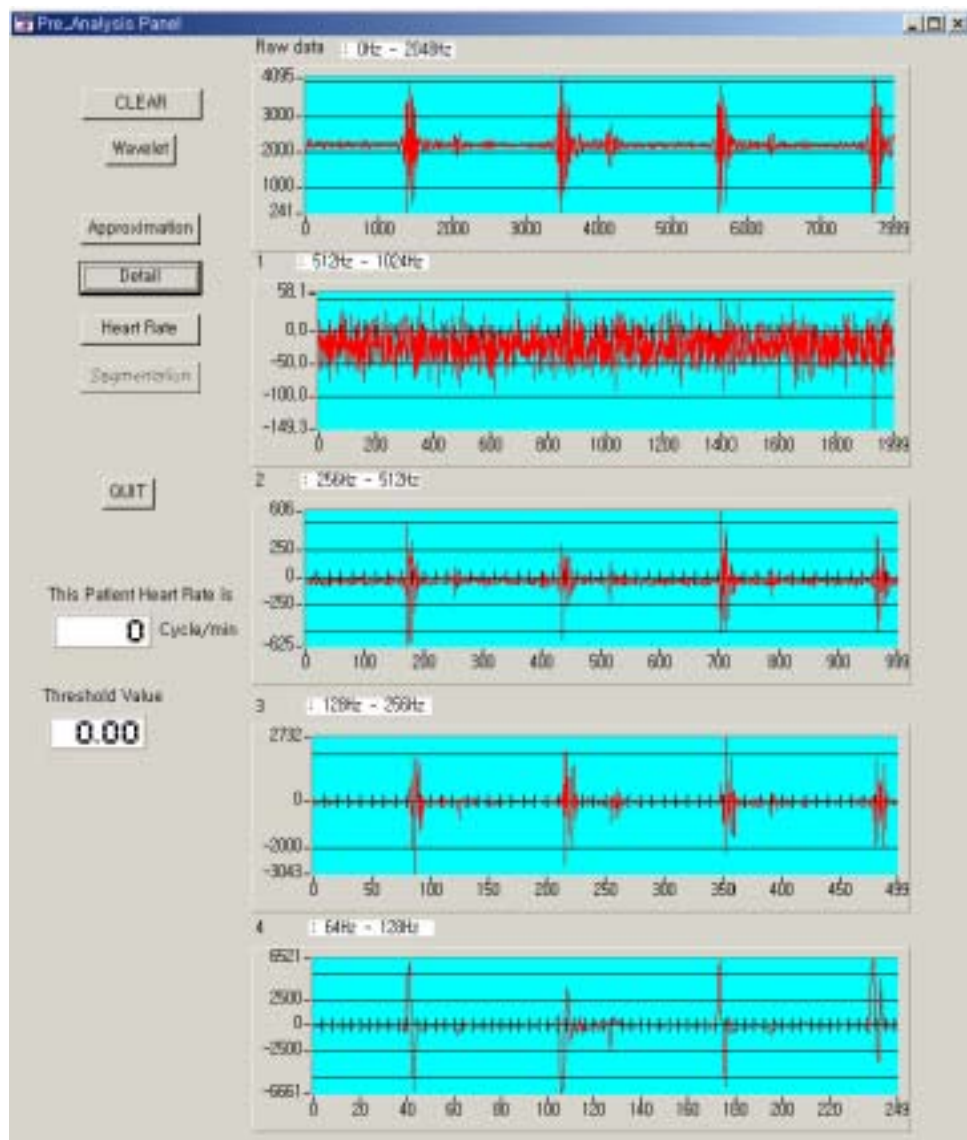 Pre_Analysis Panel
CLEAR
Wavelet
Approximation
Detail
Heart Rate
Segmentation
QUIT
This Patient Heart Rate is
0 Cycle/min
Threshold Value
0.00
Raw data : 0Hz - 2048Hz
4095
3000
2000
1000
241
0 1000 2000 3000 4000 5000 6000 7000 7999
1 : 512Hz - 1024Hz
58.1
0.0
-50.0
-100.0
-149.3
0 200 400 600 800 1000 1200 1400 1600 1800 1999
2 : 256Hz - 512Hz
606
250
0
-250
-625
0 100 200 300 400 500 600 700 800 900 999
3 : 128Hz - 256Hz
2732
0
-2000
-3043
0 50 100 150 200 250 300 350 400 450 499
4 : 64Hz - 128Hz
6521
2500
0
-2500
-6661
0 20 40 60 80 100 120 140 160 180 200 220 249